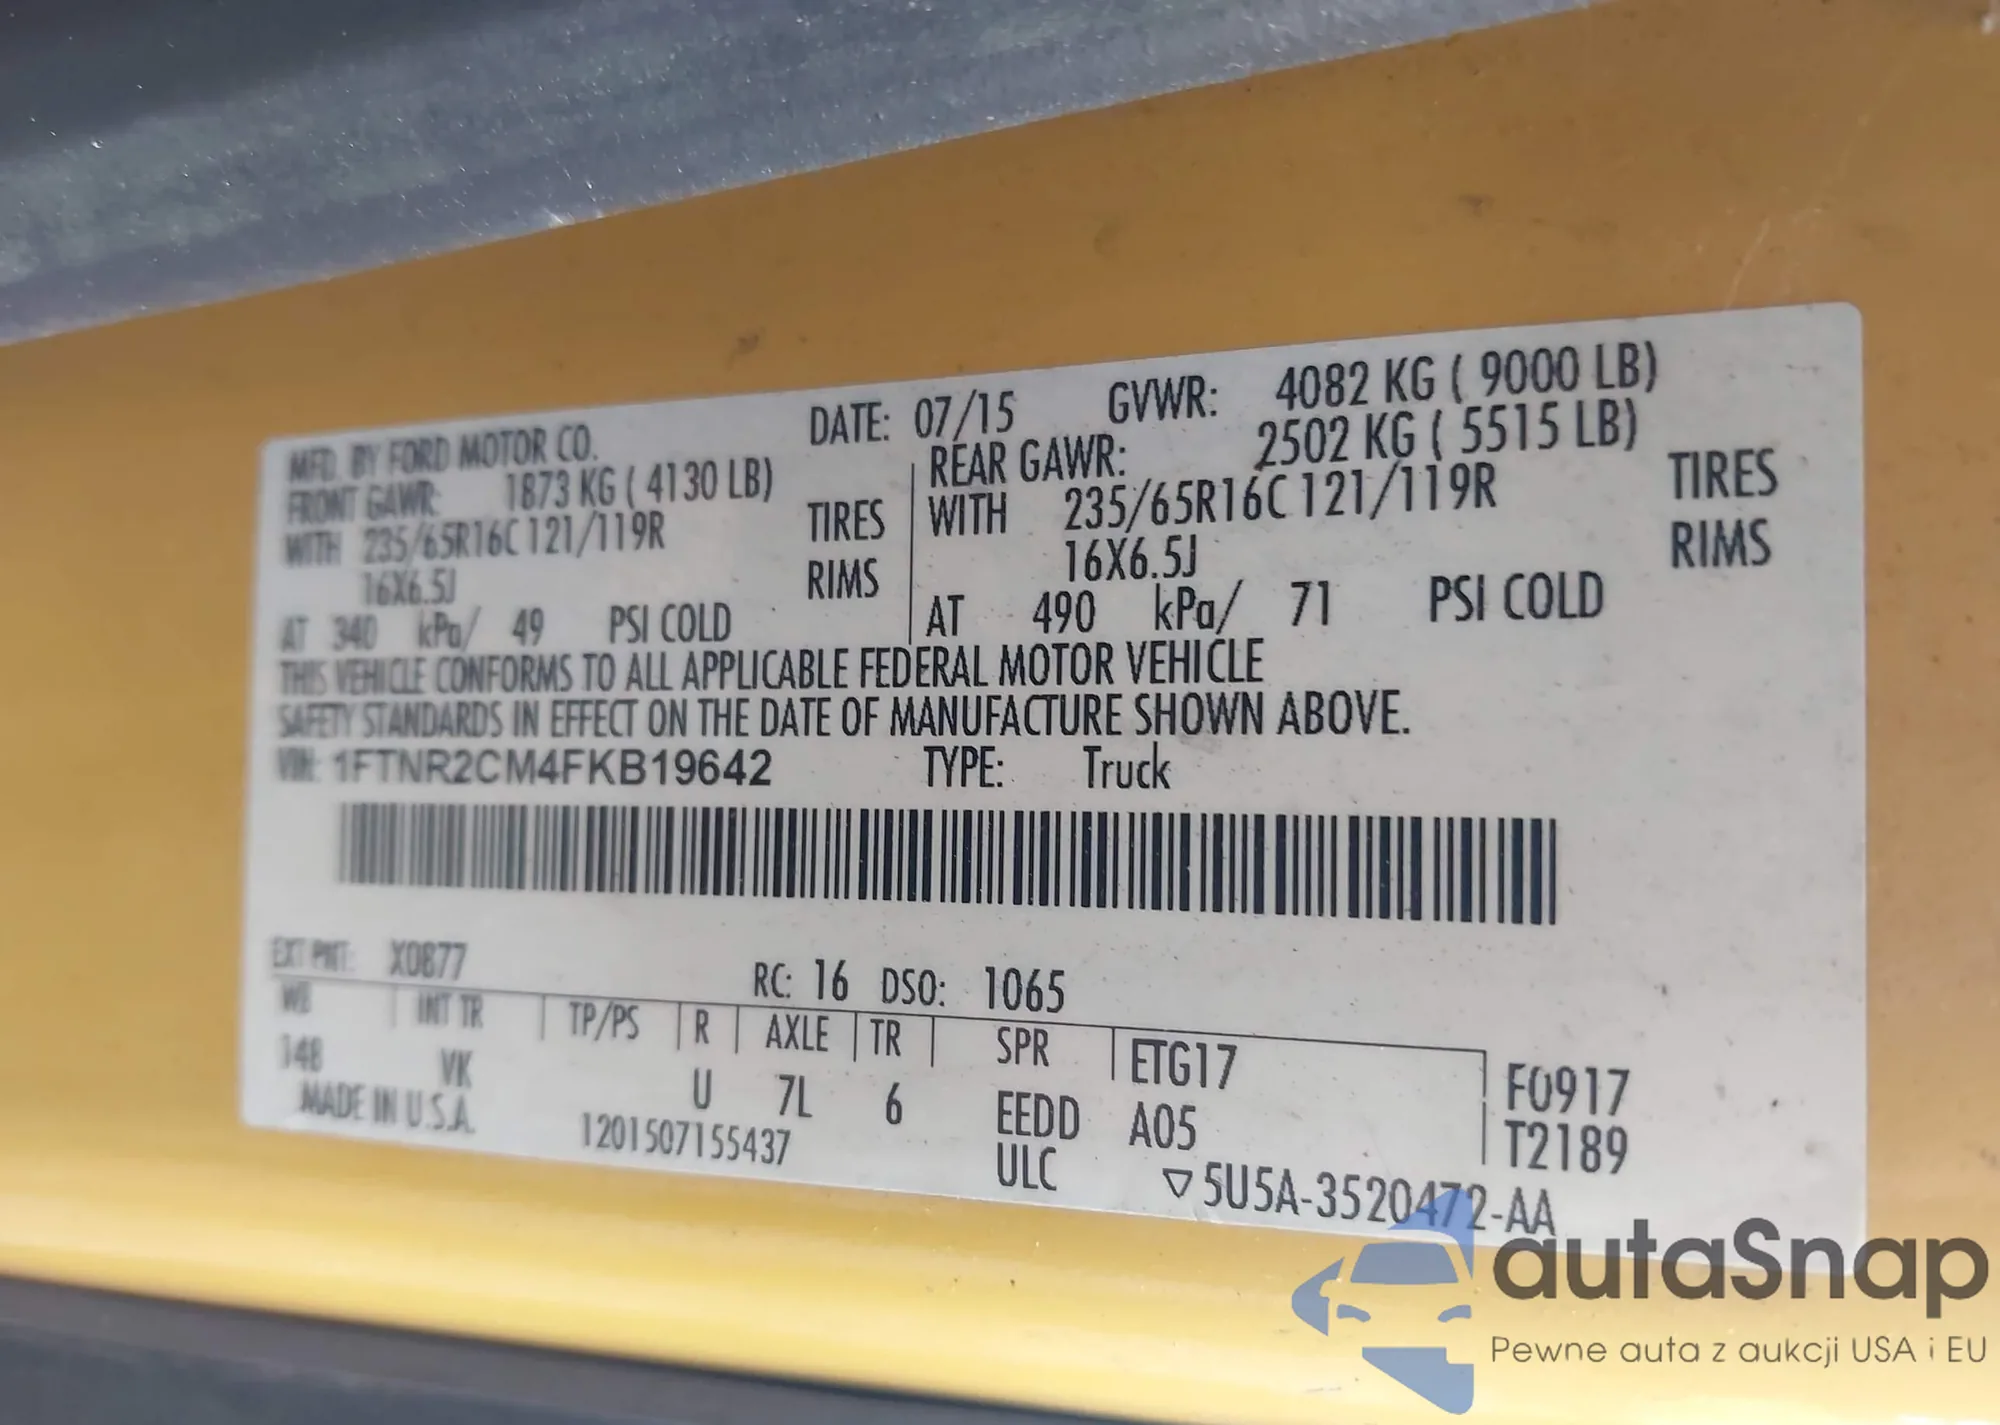 MFD. BY FORD MOTOR CO. DATE: 07/15 GVWR: 4082 KG ( 9000 LB)
FRONT GAWR: 1873 KG ( 4130 LB) REAR GAWR: 2502 KG ( 5515 LB)
WITH 235/65R16C 121/119R TIRES WITH 235/65R16C 121/119R TIRES
16X6.5J RIMS 16X6.5J RIMS
AT 340 kPa/ 49 PSI COLD AT 490 kPa/ 71 PSI COLD
THIS VEHICLE CONFORMS TO ALL APPLICABLE FEDERAL MOTOR VEHICLE
SAFETY STANDARDS IN EFFECT ON THE DATE OF MANUFACTURE SHOWN ABOVE.
VIN: 1FTNR2CM4FKB19642 TYPE: Truck
EXT PNT: X0877 RC: 16 DSO: 1065
WB INT TR TP/PS R AXLE TR SPR ETG17 F0917
148 VK U 7L 6 EEDD A05 T2189
MADE IN U.S.A. 1201507155437 ULC ▽5U5A-3520472-AA
autaSnap
Pewne auta z aukcji USA i EU